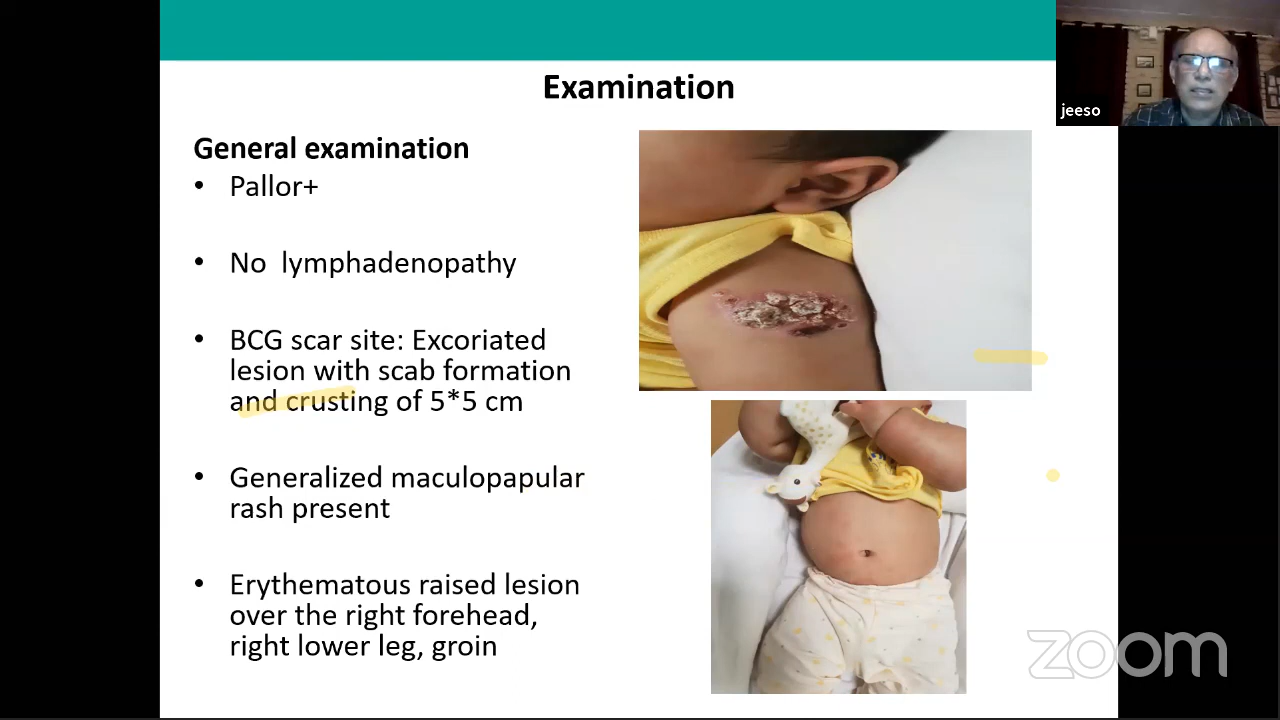 Examination
jeeso
General examination
• Pallor+
• No lymphadenopathy
• BCG scar site: Excoriated
lesion with scab formation
and crusting of 5*5 cm
• Generalized maculopapular
rash present
• Erythematous raised lesion
over the right forehead,
right lower leg, groin
zoom